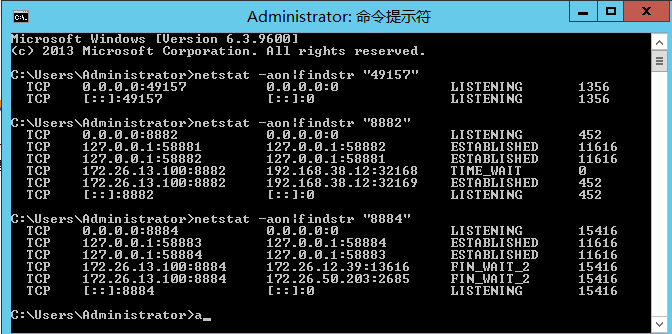 Administrator: 命令提示符
Microsoft Windows [Version 6.3.9600]
(c) 2013 Microsoft Corporation. All rights reserved.
C:\Users\Administrator>netstat -aon|findstr "49157"
TCP 0.0.0.0:49157 0.0.0.0:0 LISTENING 1356
TCP [::]:49157 [::]:0 LISTENING 1356
C:\Users\Administrator>netstat -aon|findstr "8882"
TCP 0.0.0.0:8882 0.0.0.0:0 LISTENING 452
TCP 127.0.0.1:58881 127.0.0.1:58882 ESTABLISHED 11616
TCP 127.0.0.1:58882 127.0.0.1:58881 ESTABLISHED 11616
TCP 172.26.13.100:8882 192.168.38.12:32168 TIME_WAIT 0
TCP 172.26.13.100:8882 192.168.38.12:32169 ESTABLISHED 452
TCP [::]:8882 [::]:0 LISTENING 452
C:\Users\Administrator>netstat -aon|findstr "8884"
TCP 0.0.0.0:8884 0.0.0.0:0 LISTENING 15416
TCP 127.0.0.1:58883 127.0.0.1:58884 ESTABLISHED 11616
TCP 127.0.0.1:58884 127.0.0.1:58883 ESTABLISHED 11616
TCP 172.26.13.100:8884 172.26.12.39:13616 FIN_WAIT_2 15416
TCP 172.26.13.100:8884 172.26.50.203:2685 FIN_WAIT_2 15416
TCP [::]:8884 [::]:0 LISTENING 15416
C:\Users\Administrator>a